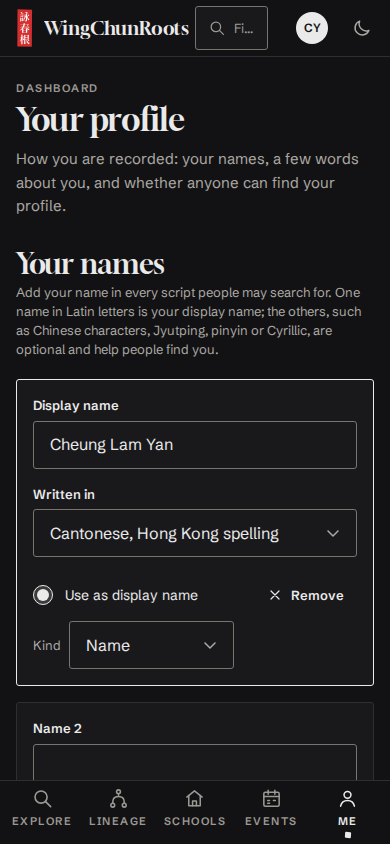 詠春根
WingChunRoots
Fi...
CY
DASHBOARD
Your profile
How you are recorded: your names, a few words
about you, and whether anyone can find your
profile.
Your names
Add your name in every script people may search for. One
name in Latin letters is your display name; the others, such
as Chinese characters, Jyutping, pinyin or Cyrillic, are
optional and help people find you.
Display name
Cheung Lam Yan
Written in
Cantonese, Hong Kong spelling
Use as display name
Remove
Kind
Name
Name 2
EXPLORE
LINEAGE
SCHOOLS
EVENTS
ME